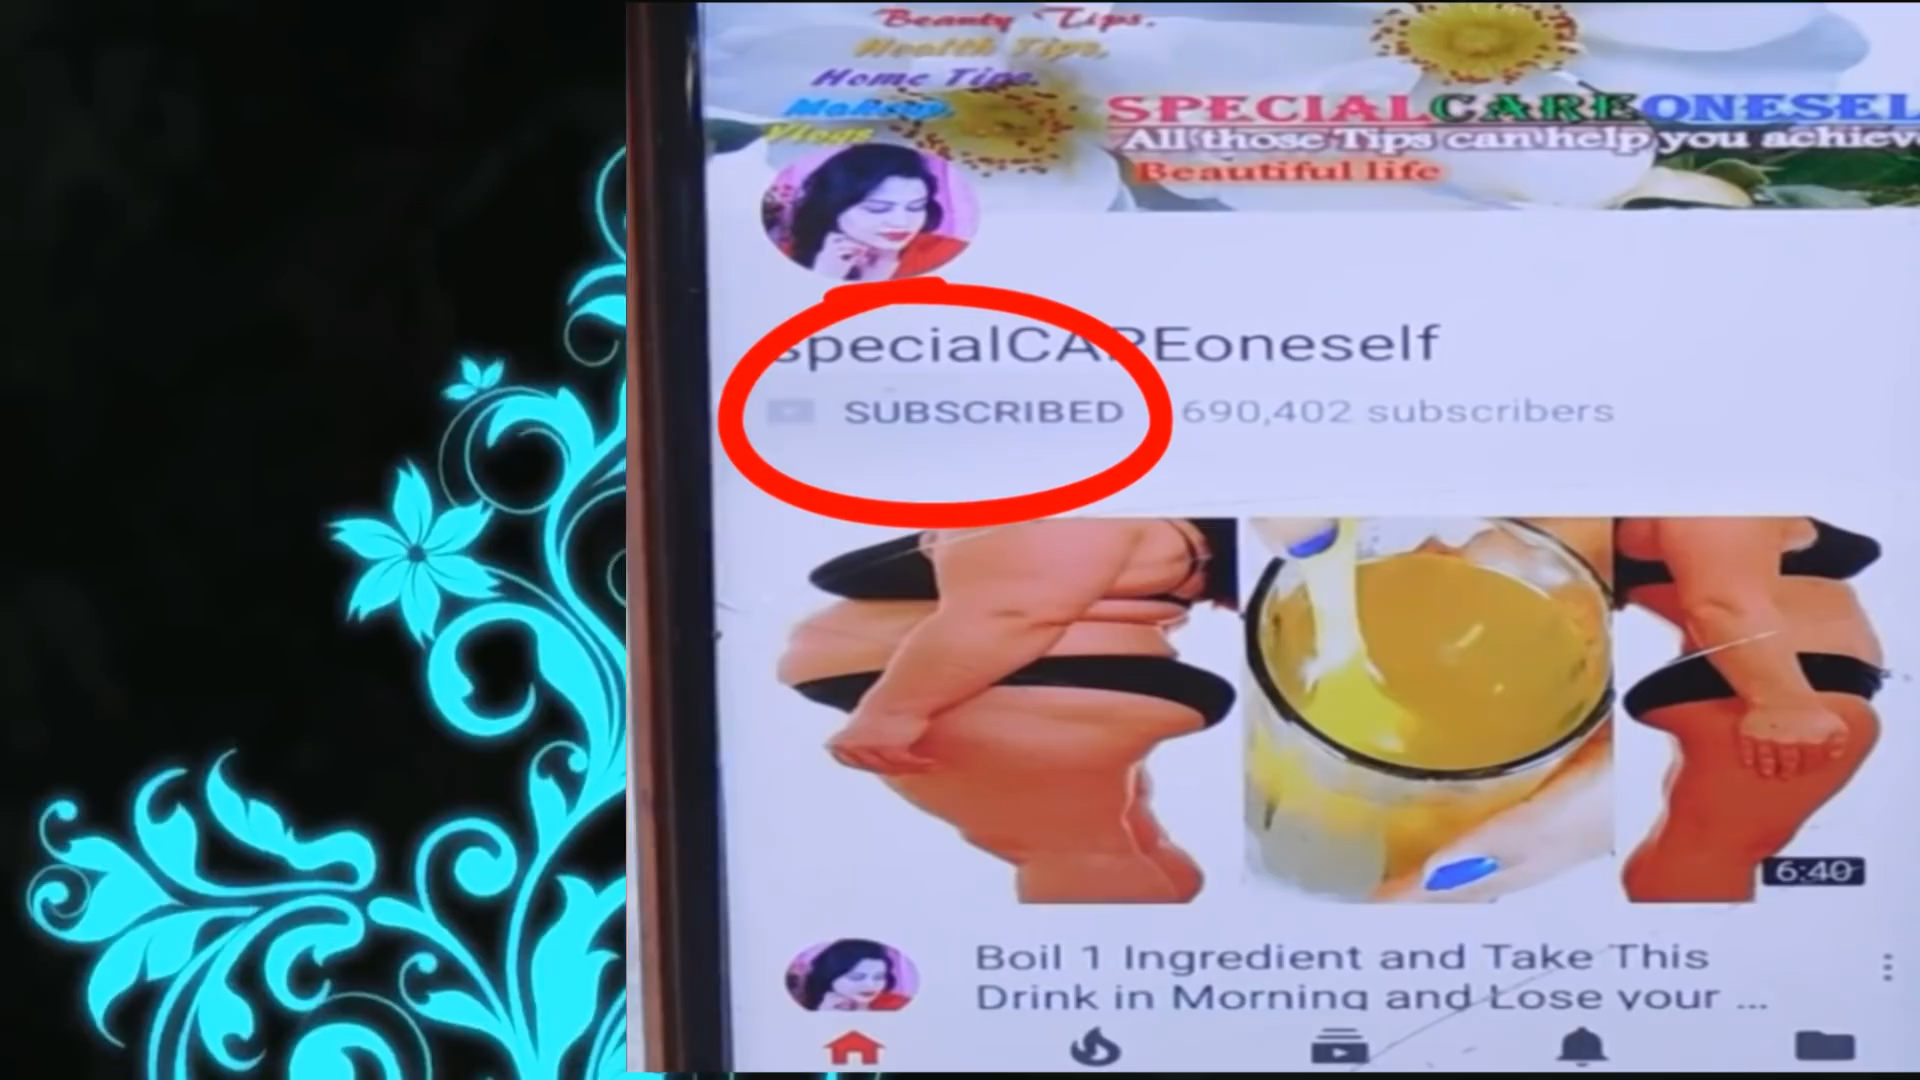 Beauty Tips.
Health Tips,
Home Tips.
Makeup,
Vlogs
SPECIALCAREONESEL
All those Tips can help you achiev
Beautiful life
specialCAREoneself
SUBSCRIBED 690,402 subscribers
6:40
Boil 1 Ingredient and Take This
Drink in Morning and Lose your ...